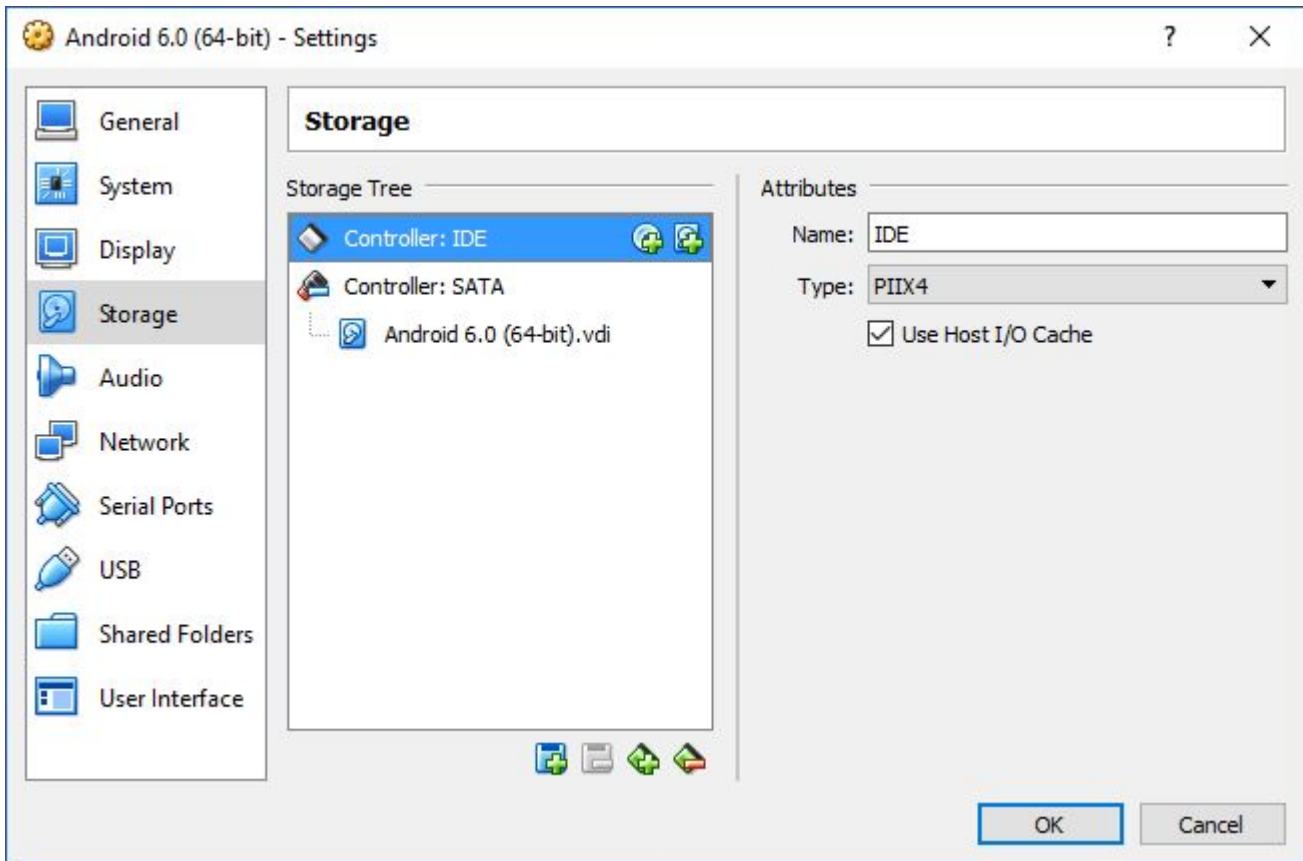 Android 6.0 (64-bit) - Settings
?
General
System
Display
Storage
Audio
Network
Serial Ports
USB
Shared Folders
User Interface
Storage
Storage Tree
Controller: IDE
Controller: SATA
Android 6.0 (64-bit).vdi
Attributes
Name: IDE
Type: PIIX4
Use Host I/O Cache
OK
Cancel